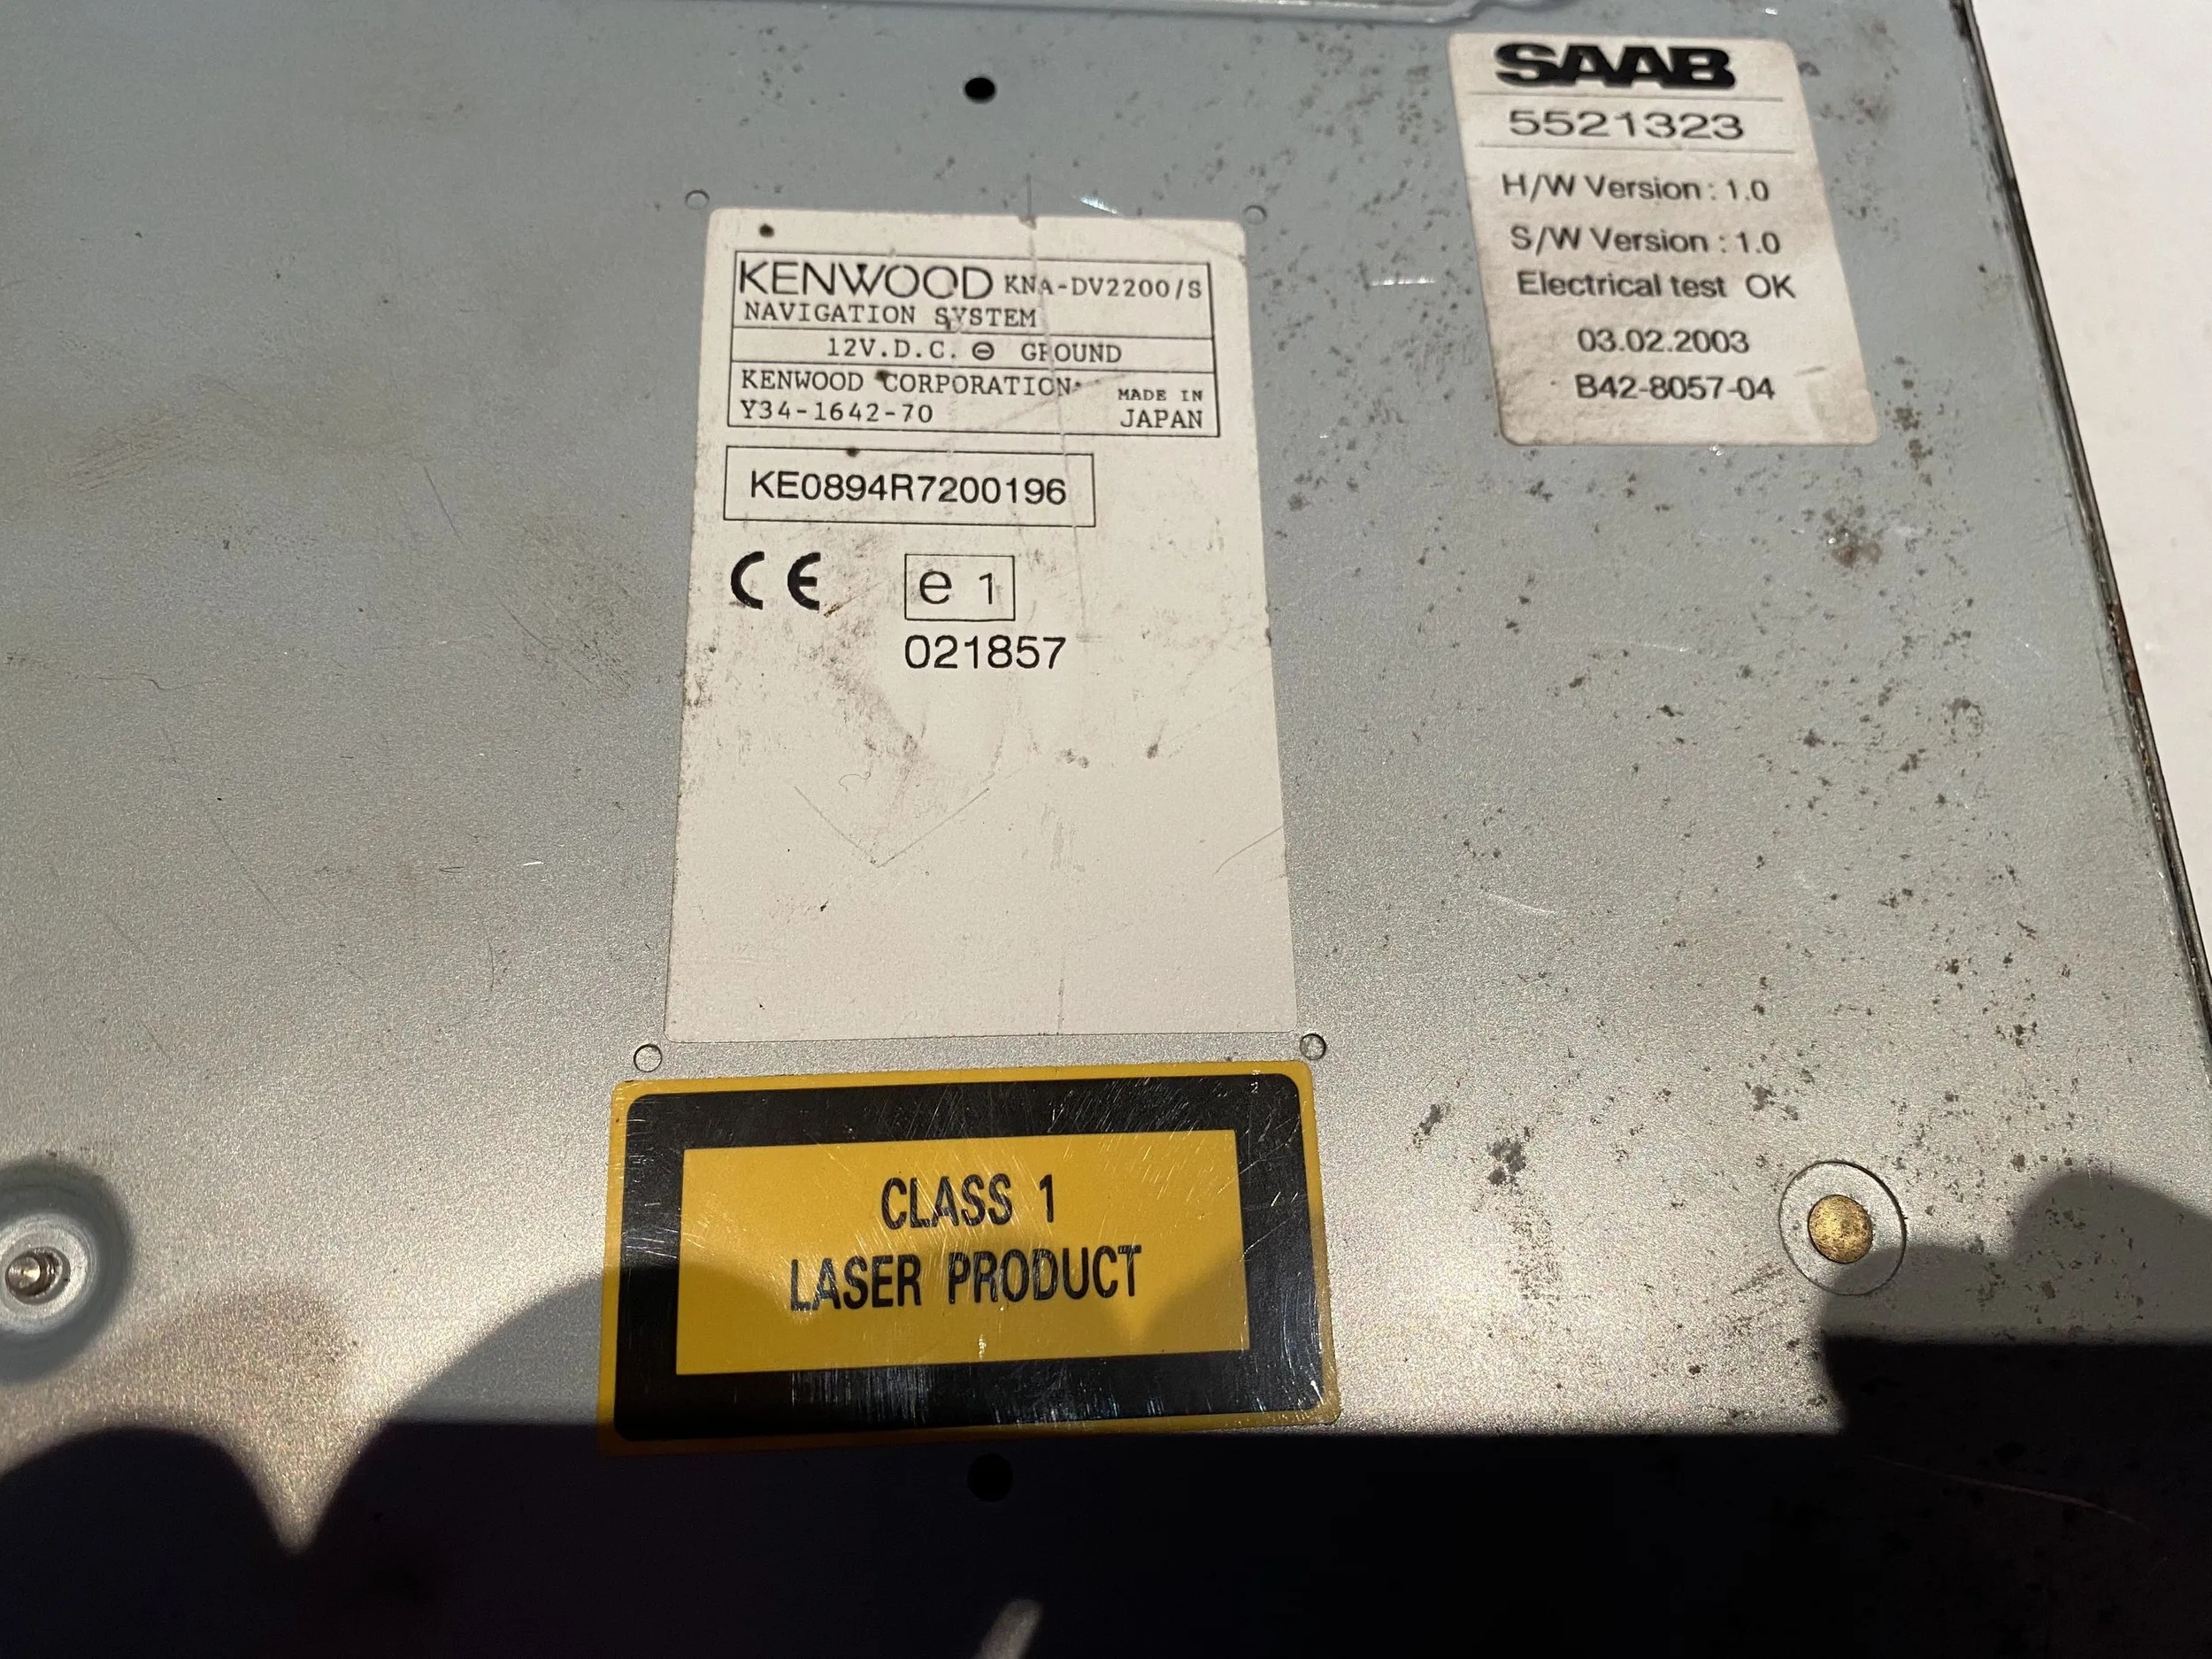 SAAB
5521323
H/W Version : 1.0
S/W Version : 1.0
Electrical test OK
03.02.2003
B42-8057-04
KENWOOD KNA-DV2200/S
NAVIGATION SYSTEM
12V.D.C. ⊖ GROUND
KENWOOD CORPORATION
Y34-1642-70
MADE IN
JAPAN
KE0894R7200196
CE e 1
021857
CLASS 1
LASER PRODUCT